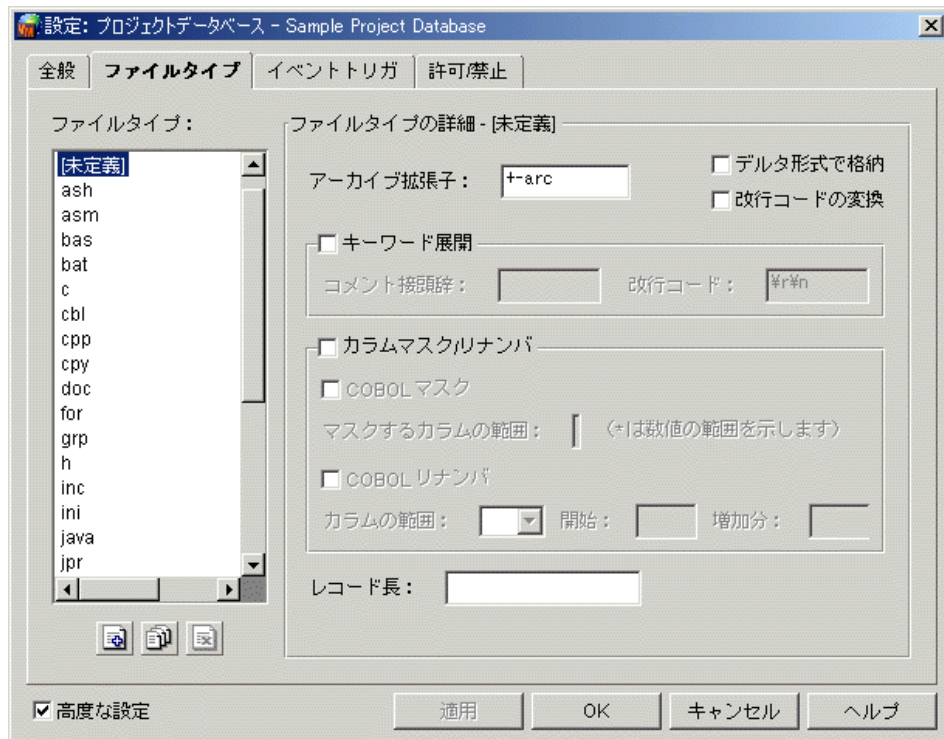 設定: プロジェクトデータベース - Sample Project Database
全般 ファイルタイプ イベントトリガ 許可/禁止
ファイルタイプ：
[未定義]
ash
asm
bas
bat
c
cbl
cpp
cpy
doc
for
grp
h
inc
ini
java
jpr
ファイルタイプの詳細 - [未定義]
アーカイブ拡張子： +-arc
デルタ形式で格納
改行コードの変換
キーワード展開
コメント接頭辞： 改行コード： ¥r¥n
カラムマスク/リナンバ
COBOL マスク
マスクするカラムの範囲： (*は数値の範囲を示します)
COBOL リナンバ
カラムの範囲： 開始： 増加分：
レコード長：
高度な設定 適用 OK キャンセル ヘルプ